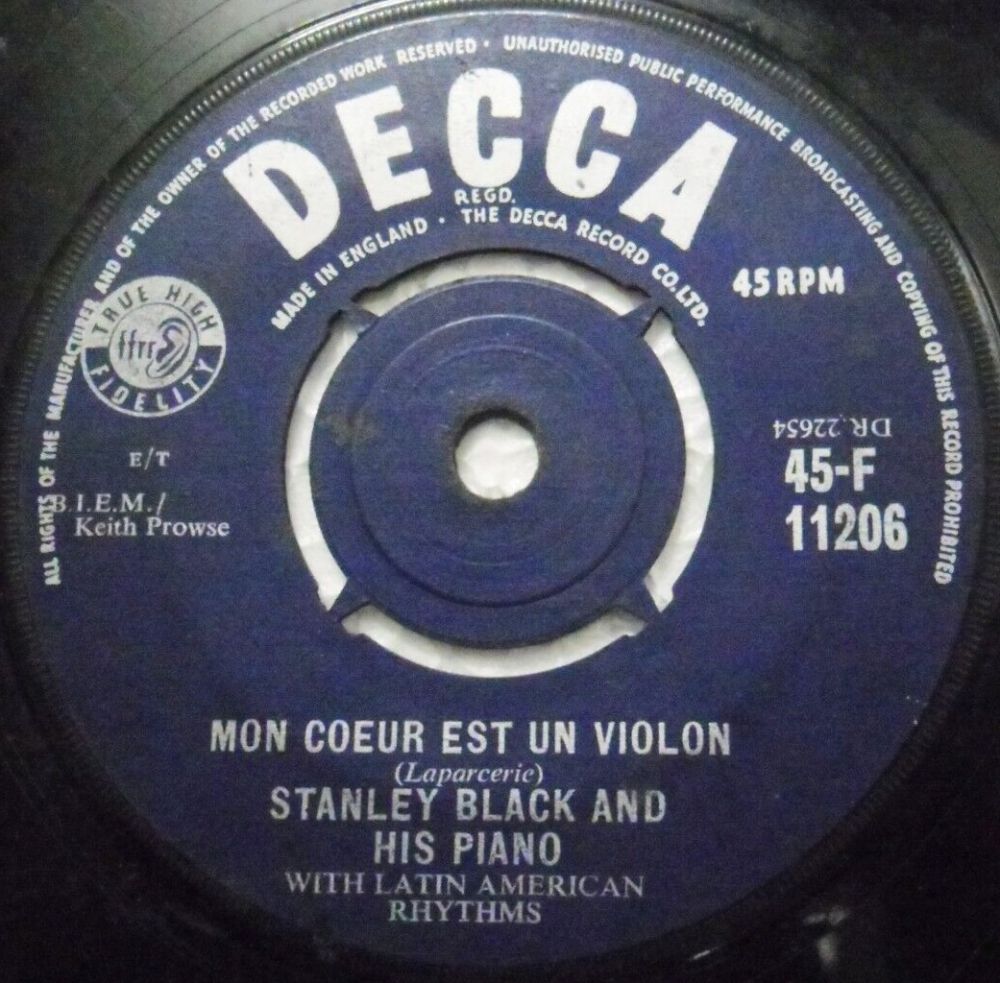 ALL RIGHTS OF THE MANUFACTURER AND OF THE OWNER OF THE RECORDED WORK RESERVED · UNAUTHORISED PUBLIC PERFORMANCE BROADCASTING AND COPYING OF THIS RECORD PROHIBITED
DECCA
REGD.
MADE IN ENGLAND · THE DECCA RECORD CO. LTD.
45 RPM
TRUE HIGH
ffrr
FIDELITY
E/T
B.I.E.M./
Keith Prowse
DR. 22654
45-F
11206
MON COEUR EST UN VIOLON
(Laparcerie)
STANLEY BLACK AND
HIS PIANO
WITH LATIN AMERICAN
RHYTHMS